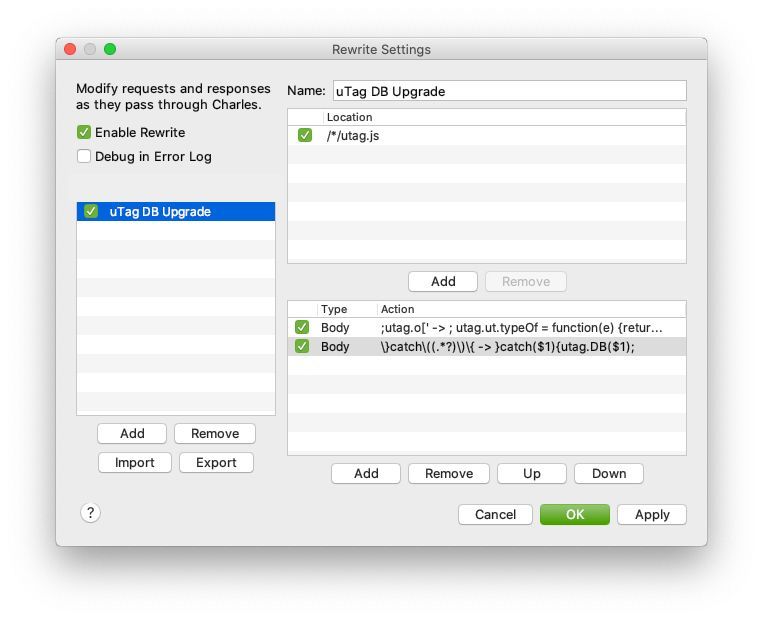 Rewrite Settings
Modify requests and responses
as they pass through Charles.
Enable Rewrite
Debug in Error Log
uTag DB Upgrade
Add
Remove
Import
Export
?
Name: uTag DB Upgrade
Location
/*/utag.js
Add
Remove
Type Action
Body ;utag.o[' -> ; utag.ut.typeOf = function(e) {retur...
Body \}catch\((.*?)\)\{ -> }catch($1){utag.DB($1);
Add
Remove
Up
Down
Cancel
OK
Apply